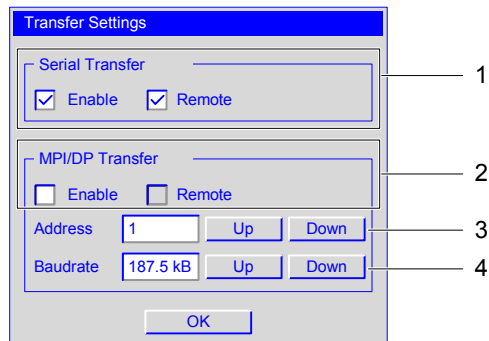 Transfer Settings
Serial Transfer
1
Enable Remote
MPI/DP Transfer
2
Enable Remote
Address 1 Up Down 3
Baudrate 187.5 kB Up Down 4
OK